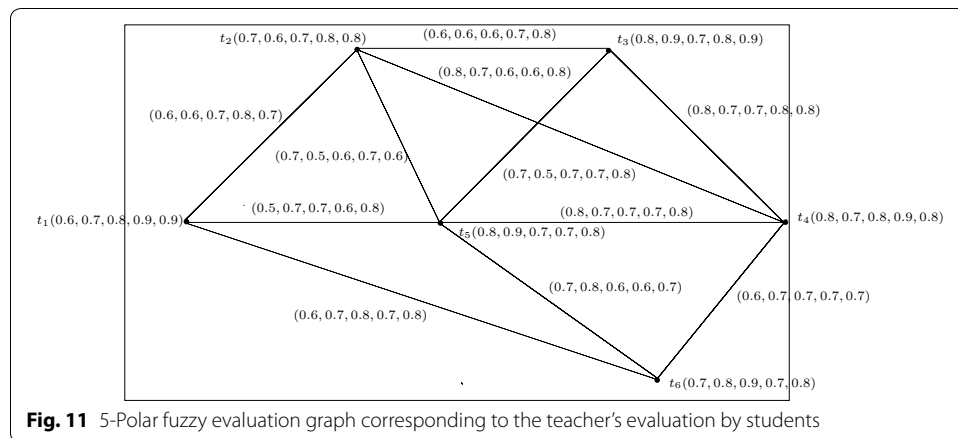 t₂(0.7, 0.6, 0.7, 0.8, 0.8)
(0.6, 0.6, 0.6, 0.7, 0.8)
t₃(0.8, 0.9, 0.7, 0.8, 0.9)
(0.8, 0.7, 0.6, 0.6, 0.8)
(0.6, 0.6, 0.7, 0.8, 0.7)
(0.8, 0.7, 0.7, 0.8, 0.8)
(0.7, 0.5, 0.6, 0.7, 0.6)
(0.7, 0.5, 0.7, 0.7, 0.8)
(0.5, 0.7, 0.7, 0.6, 0.8)
(0.8, 0.7, 0.7, 0.7, 0.8)
t₁(0.6, 0.7, 0.8, 0.9, 0.9)
t₄(0.8, 0.7, 0.8, 0.9, 0.8)
t₅(0.8, 0.9, 0.7, 0.7, 0.8)
(0.7, 0.8, 0.6, 0.6, 0.7)
(0.6, 0.7, 0.7, 0.7, 0.7)
(0.6, 0.7, 0.8, 0.7, 0.8)
t₆(0.7, 0.8, 0.9, 0.7, 0.8)
Fig. 11 5-Polar fuzzy evaluation graph corresponding to the teacher's evaluation by students